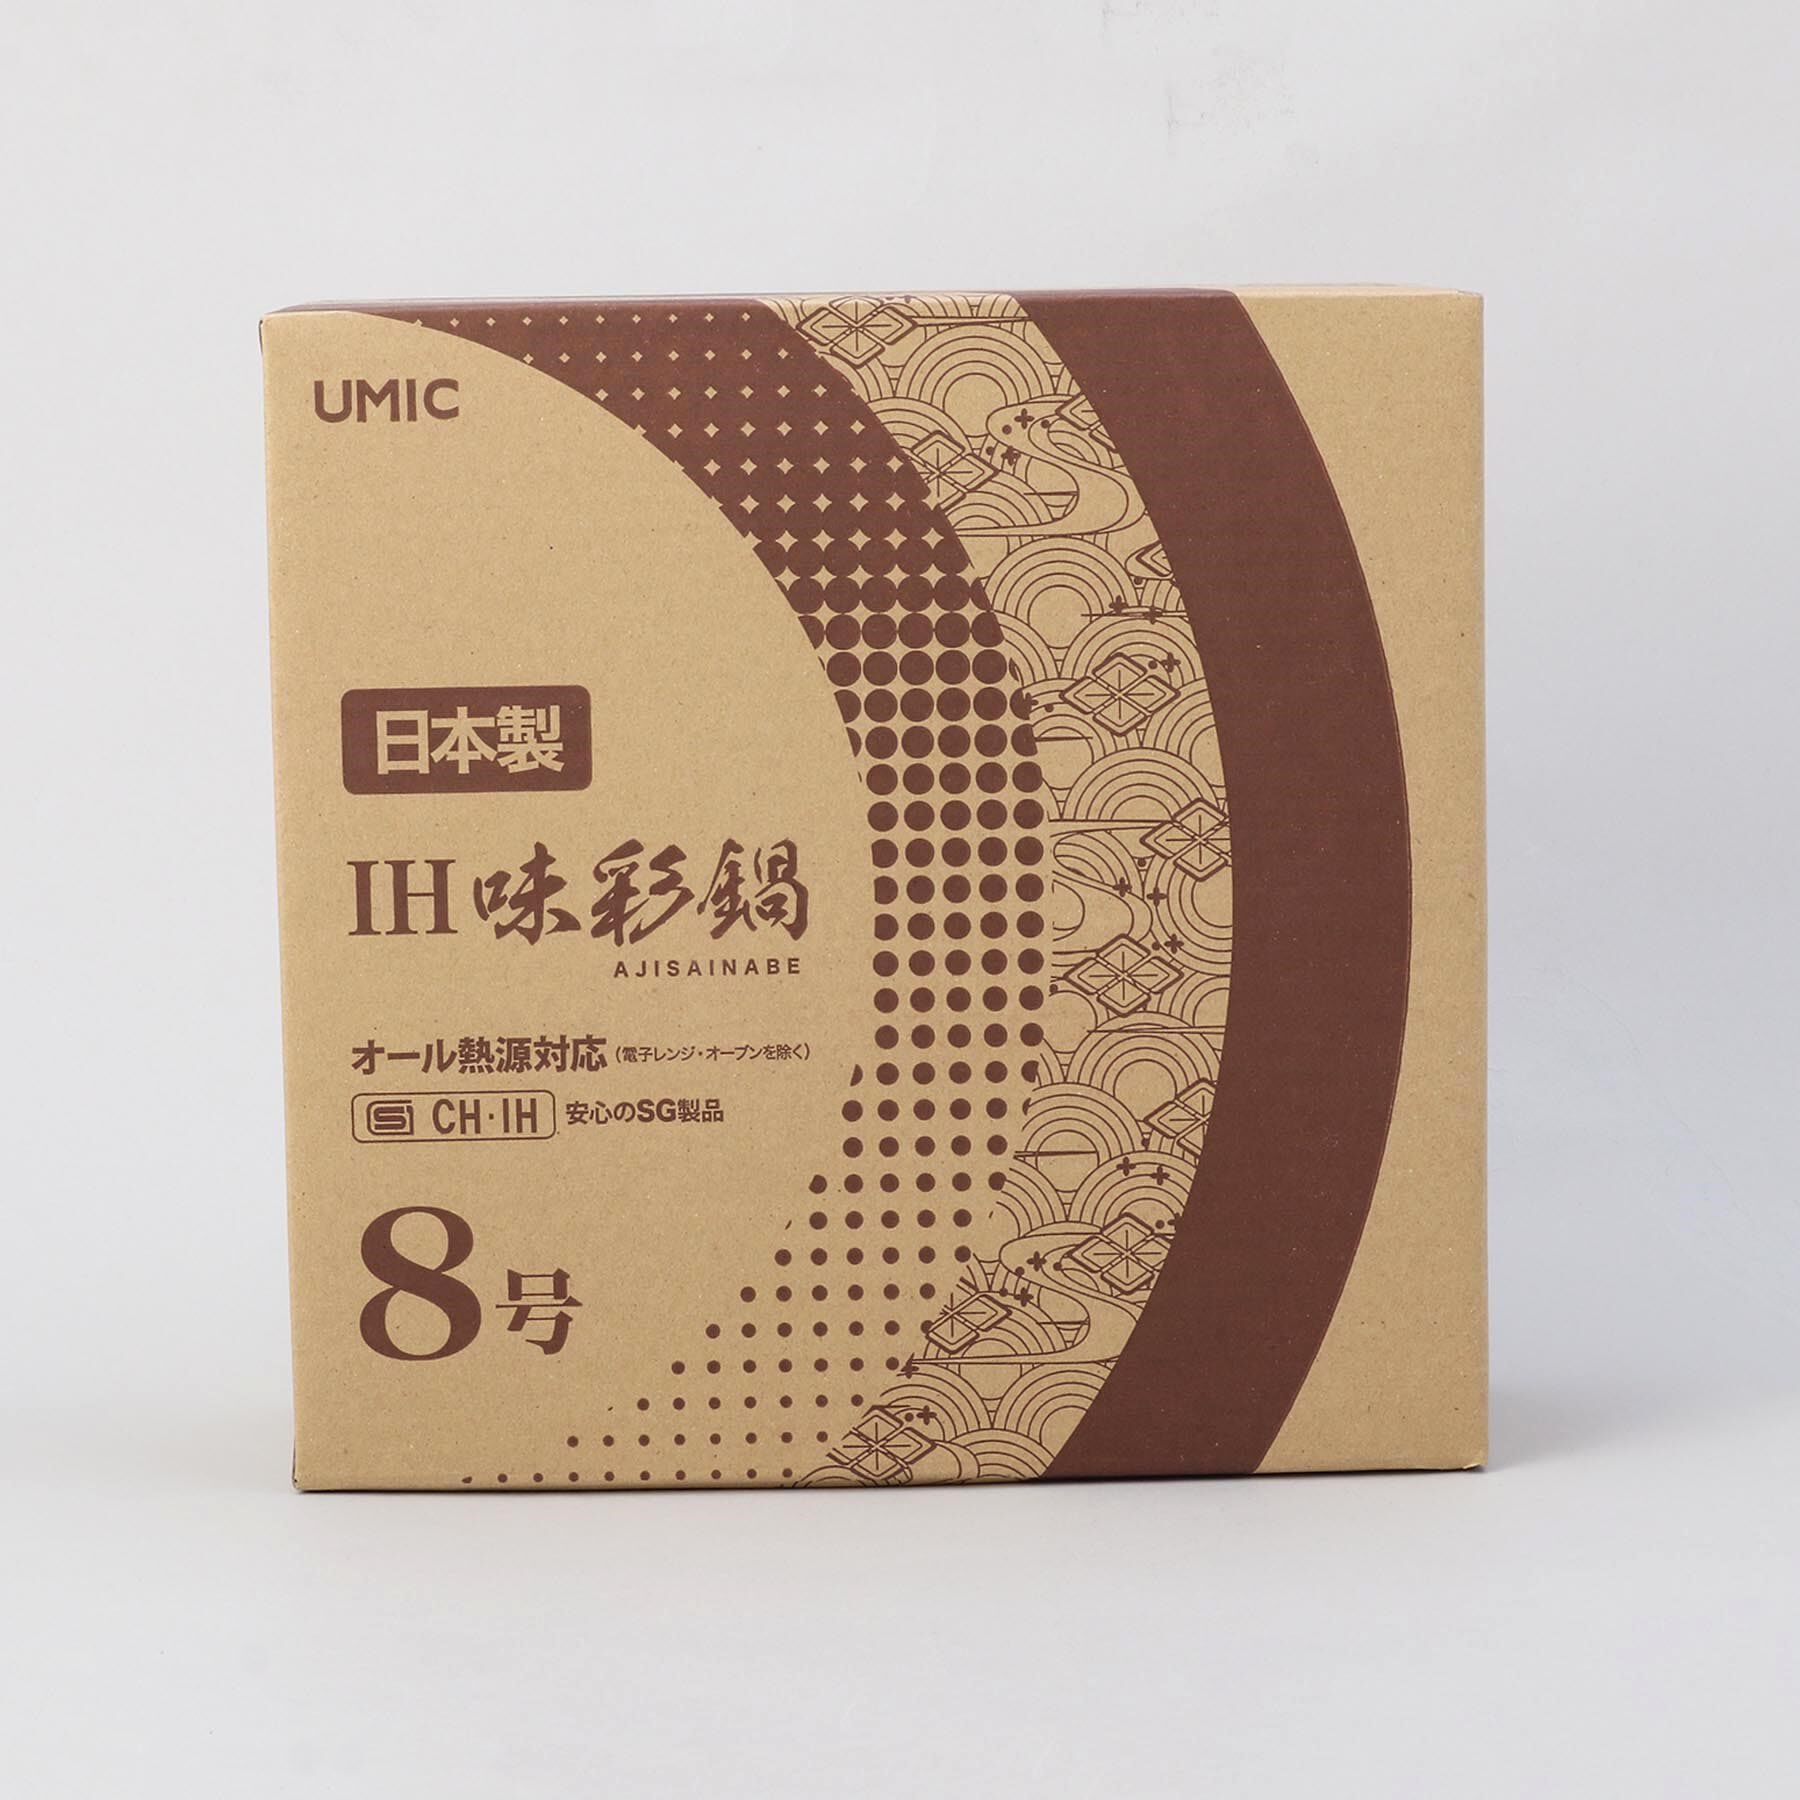 UMIC
日本製
IH 味彩鍋
AJISAINABE
オール熱源対応(電子レンジ・オーブンを除く)
SG CH・IH 安心のSG製品
8号